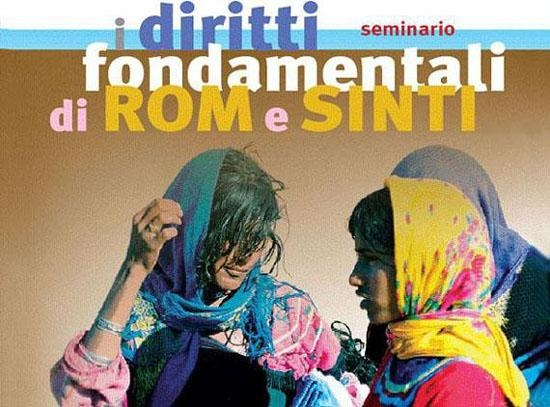 i diritti seminario
fondamentali
di ROM e SINTI